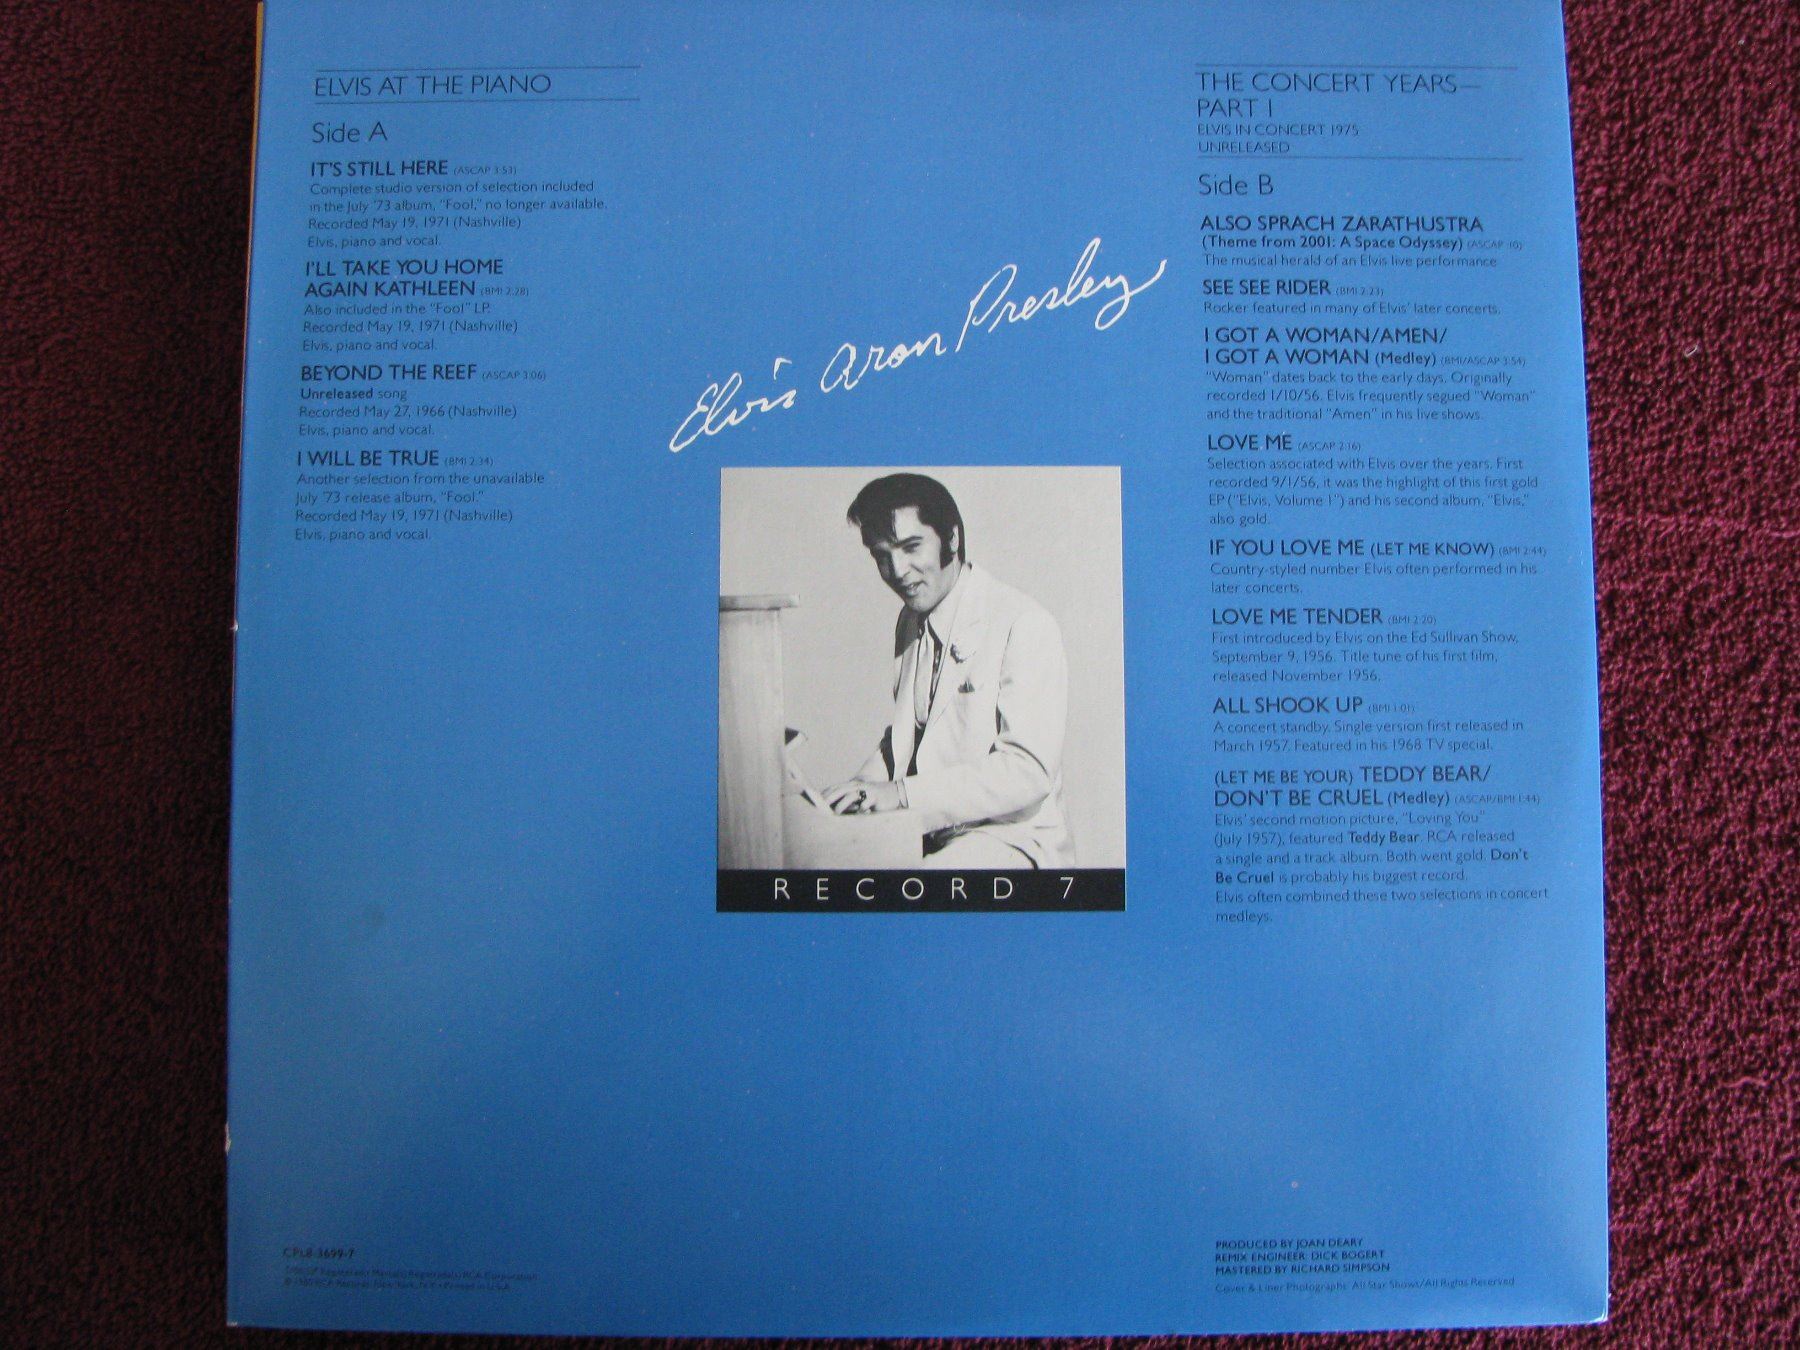 ELVIS AT THE PIANO
Side A
IT'S STILL HERE (ASCAP 3:53)
Complete studio version of selection included
in the July '73 album, "Fool," no longer available.
Recorded May 19, 1971 (Nashville)
Elvis, piano and vocal.
I'LL TAKE YOU HOME
AGAIN KATHLEEN (BMI 2:28)
Also included in the "Fool" LP.
Recorded May 19, 1971 (Nashville)
Elvis, piano and vocal.
BEYOND THE REEF (ASCAP 3:06)
Unreleased song
Recorded May 27, 1966 (Nashville)
Elvis, piano and vocal.
I WILL BE TRUE (BMI 2:34)
Another selection from the unavailable
July '73 release album, "Fool."
Recorded May 19, 1971 (Nashville)
Elvis, piano and vocal.
Elvis Aron Presley
RECORD 7
THE CONCERT YEARS—
PART I
ELVIS IN CONCERT 1975
UNRELEASED
Side B
ALSO SPRACH ZARATHUSTRA
(Theme from 2001: A Space Odyssey) (ASCAP :10)
The musical herald of an Elvis live performance
SEE SEE RIDER (BMI 2:23)
Rocker featured in many of Elvis' later concerts.
I GOT A WOMAN/AMEN/
I GOT A WOMAN (Medley) (BMI/ASCAP 3:54)
"Woman" dates back to the early days. Originally
recorded 1/10/56. Elvis frequently segued "Woman"
and the traditional "Amen" in his live shows.
LOVE ME (ASCAP 2:16)
Selection associated with Elvis over the years. First
recorded 9/1/56, it was the highlight of this first gold
EP ("Elvis, Volume I") and his second album, "Elvis,"
also gold.
IF YOU LOVE ME (LET ME KNOW) (BMI 2:44)
Country-styled number Elvis often performed in his
later concerts.
LOVE ME TENDER (BMI 2:20)
First introduced by Elvis on the Ed Sullivan Show,
September 9, 1956. Title tune of his first film,
released November 1956.
ALL SHOOK UP (BMI 1:01)
A concert standby. Single version first released in
March 1957. Featured in his 1968 TV special.
(LET ME BE YOUR) TEDDY BEAR/
DON'T BE CRUEL (Medley) (ASCAP/BMI 1:44)
Elvis' second motion picture, "Loving You"
(July 1957), featured Teddy Bear. RCA released
a single and a track album. Both went gold. Don't
Be Cruel is probably his biggest record.
Elvis often combined these two selections in concert
medleys.
CPL8-3699-7
Registrada(s) RCA Corporation
RCA Records, New York, N.Y. • Printed in U.S.A.
PRODUCED BY JOAN DEARY
REMIX ENGINEER: DICK BOGERT
MASTERED BY RICHARD SIMPSON
Cover & Liner Photographs: All Star Shows/All Rights Reserved